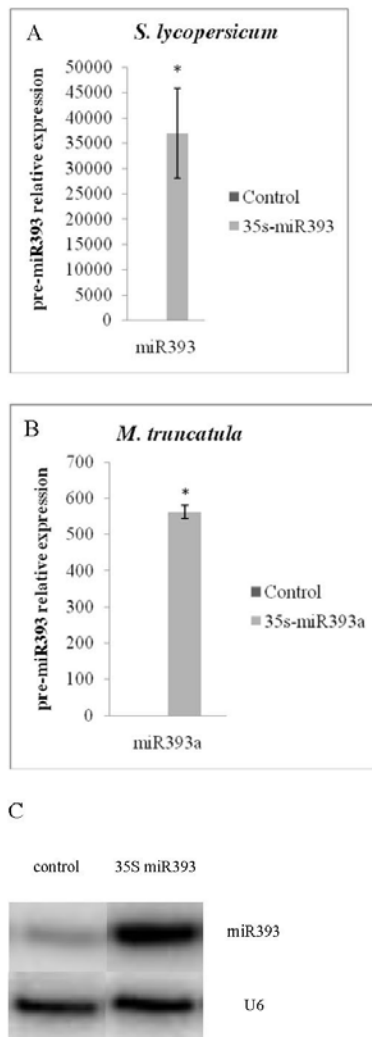 A
S. lycopersicum
pre-miR393 relative expression
50000
45000
40000
35000
30000
25000
20000
15000
10000
5000
0
*
miR393
Control
35s-miR393
B
M. truncatula
pre-miR393 relative expression
700
600
500
400
300
200
100
0
*
miR393a
Control
35s-miR393a
C
control 35S miR393
miR393
U6